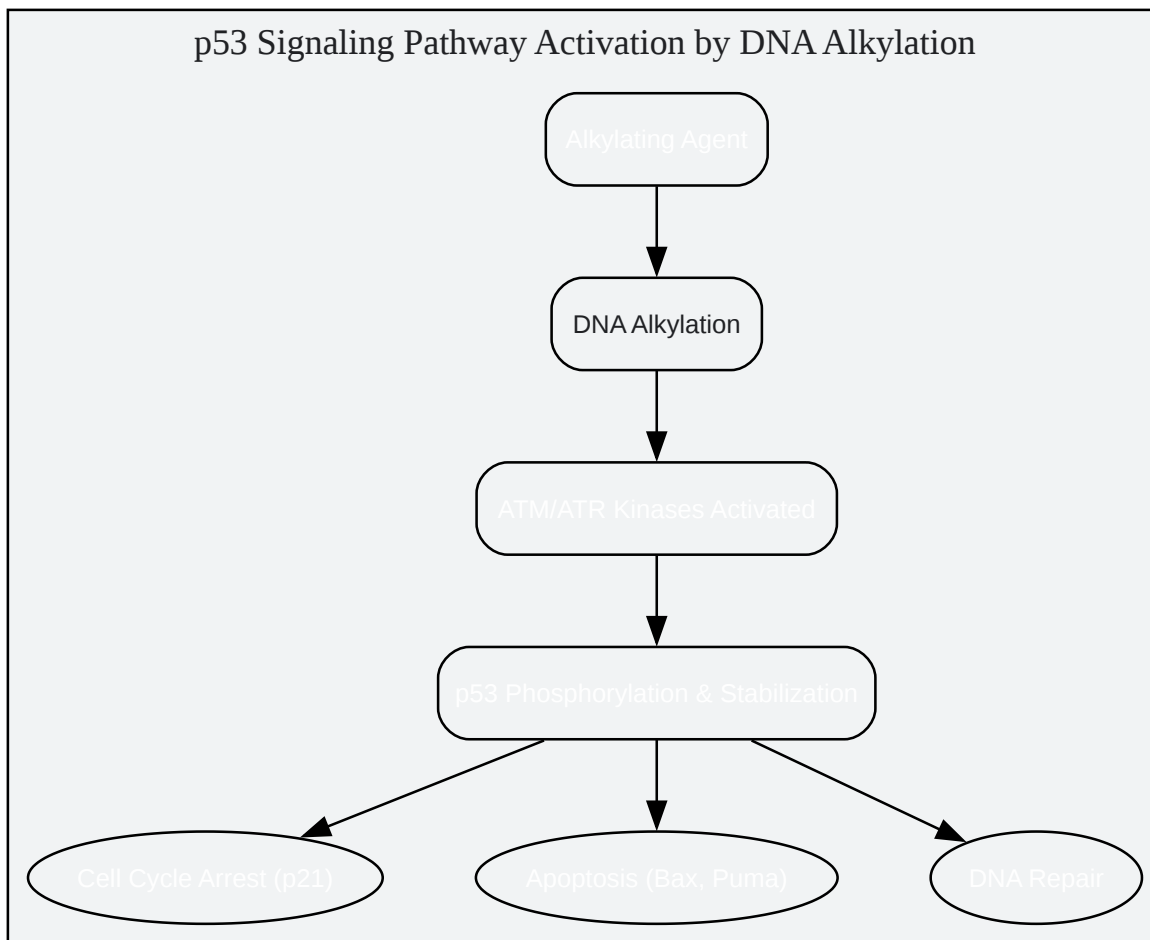 p53 Signaling Pathway Activation by DNA Alkylation
Alkylating Agent
DNA Alkylation
ATM/ATR Kinases Activated
p53 Phosphorylation & Stabilization
Cell Cycle Arrest (p21)
Apoptosis (Bax, Puma)
DNA Repair